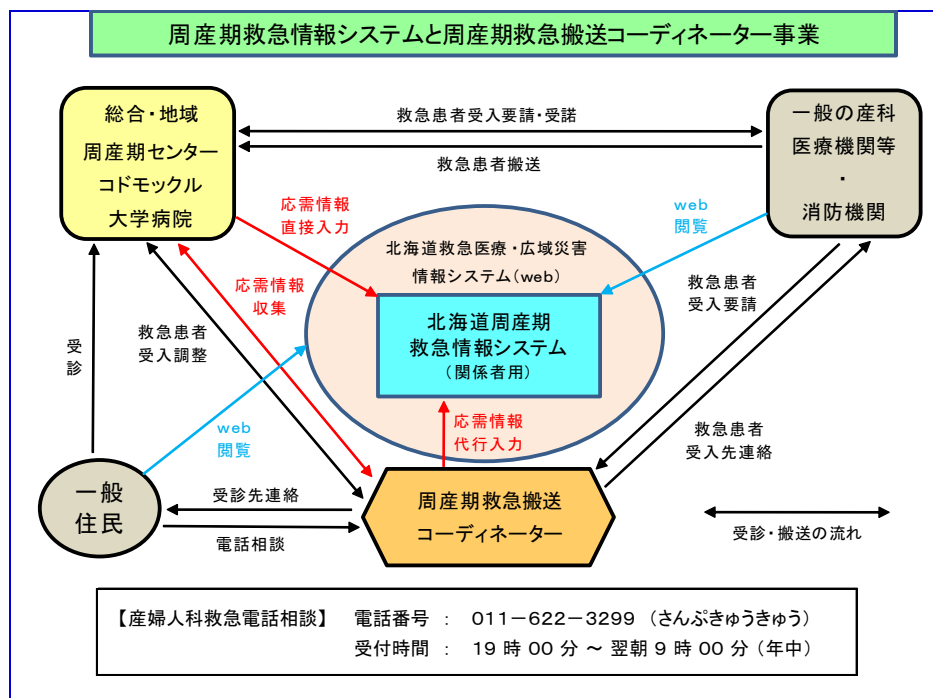 周産期救急情報システムと周産期救急搬送コーディネーター事業
総合・地域
周産期センター
コドモックル
大学病院
救急患者受入要請・受諾
救急患者搬送
一般の産科
医療機関等
・
消防機関
応需情報
直接入力
web
閲覧
北海道救急医療・広域災害
情報システム(web)
北海道周産期
救急情報システム
(関係者用)
応需情報
収集
救急患者
受入調整
受
診
救急患者
受入要請
web
閲覧
応需情報
代行入力
救急患者
受入先連絡
一般
住民
受診先連絡
電話相談
周産期救急搬送
コーディネーター
受診・搬送の流れ
【産婦人科救急電話相談】 電話番号 : 011-622-3299 (さんぷきゅうきゅう)
受付時間 : 19時00分 ~ 翌朝9時00分(年中)